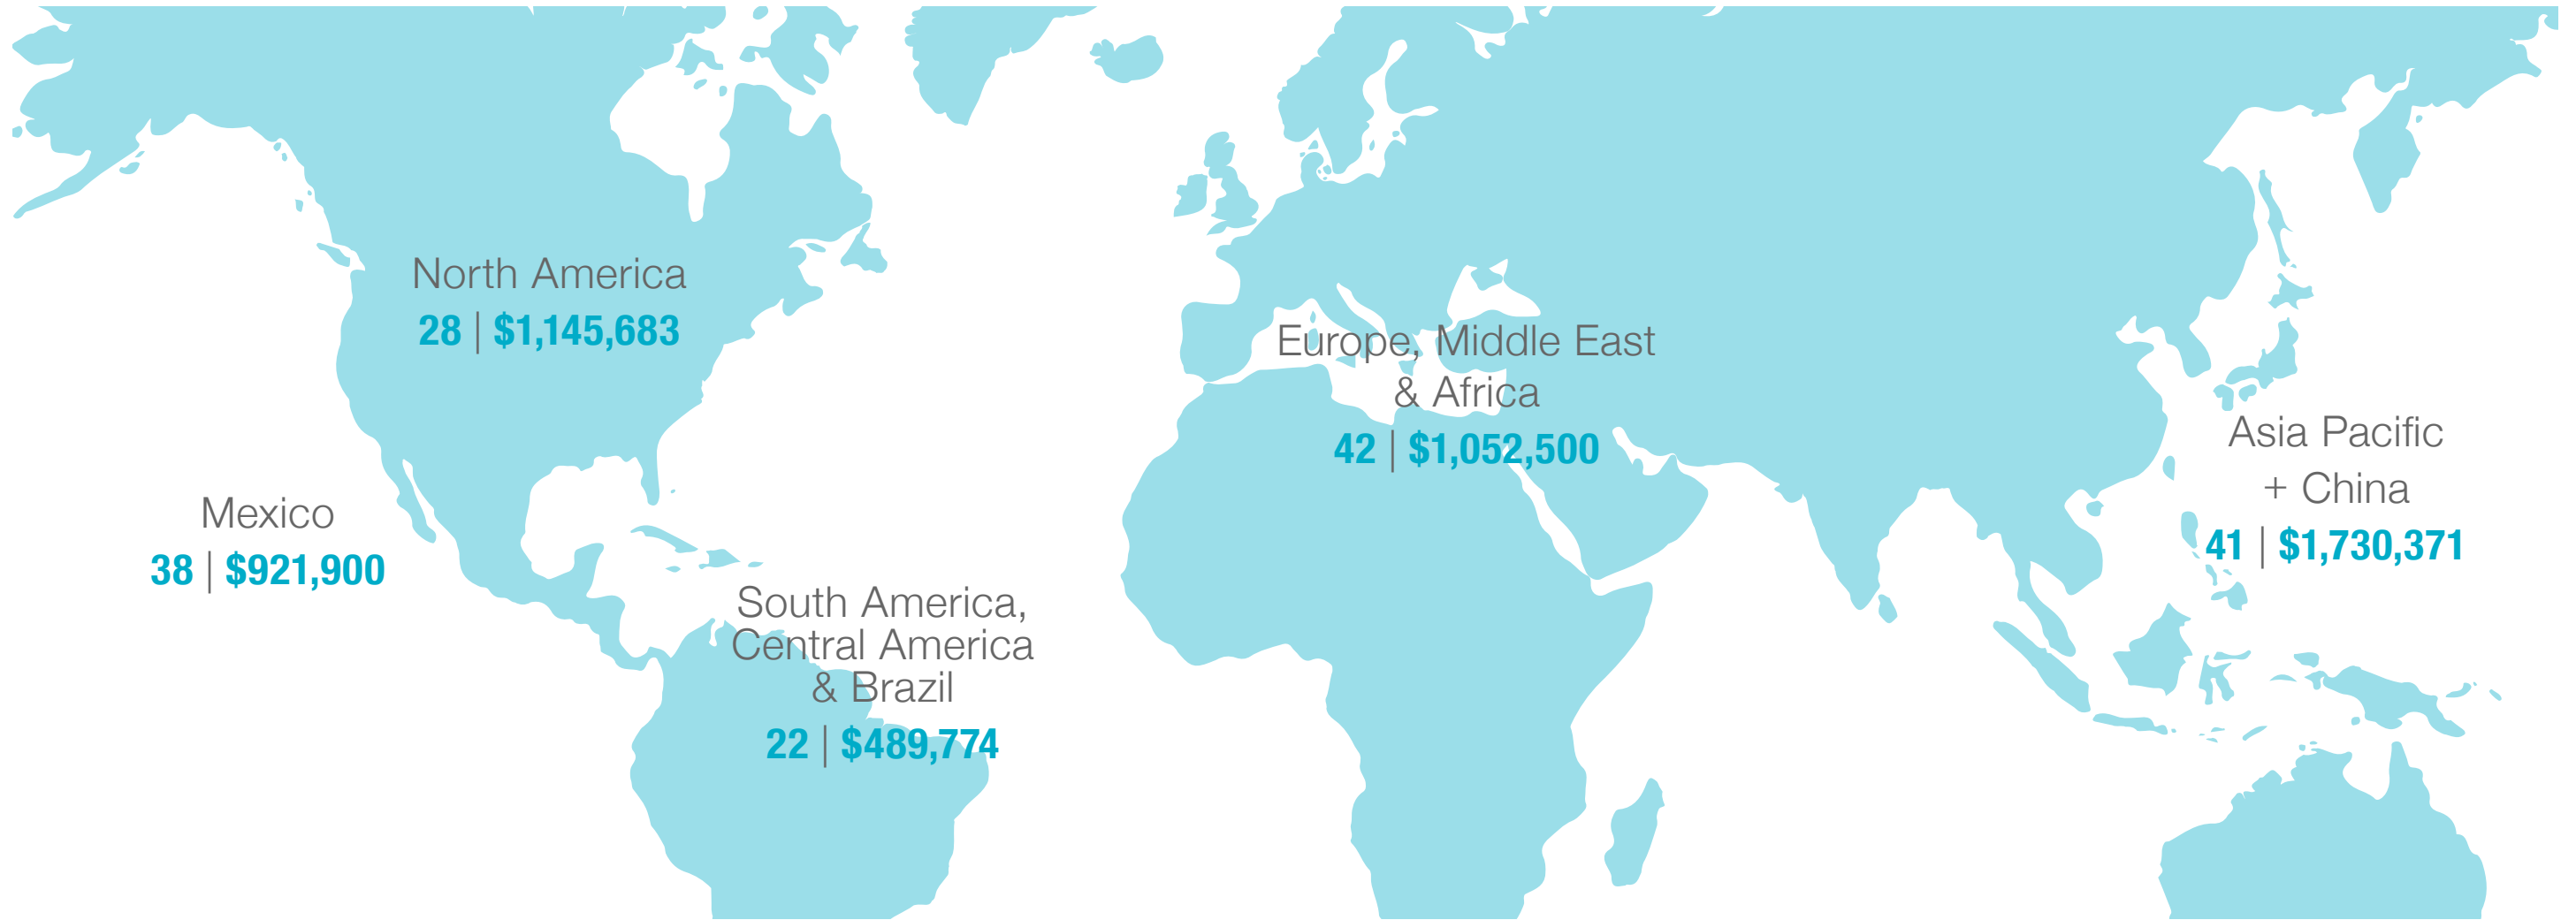 North America
28 | $1,145,683
Europe, Middle East
& Africa
42 | $1,052,500
Asia Pacific
+ China
41 | $1,730,371
Mexico
38 | $921,900
South America,
Central America
& Brazil
22 | $489,774